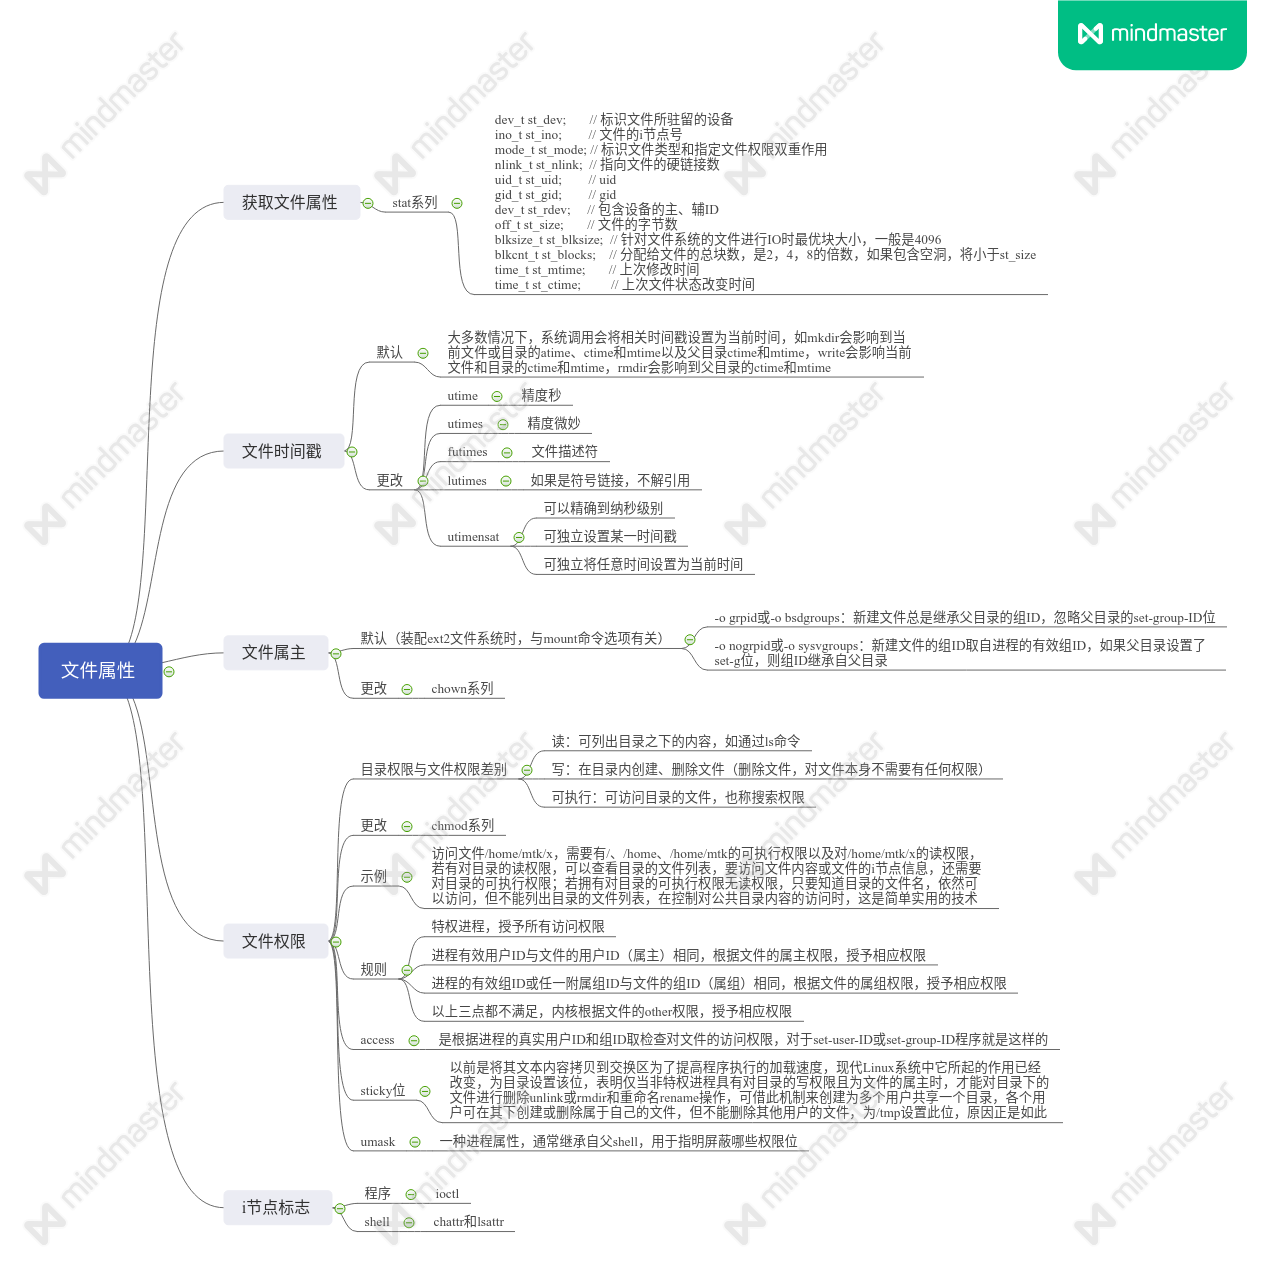 mindmaster
文件属性
获取文件属性
stat系列
dev_t st_dev; // 标识文件所驻留的设备
ino_t st_ino; // 文件的i节点号
mode_t st_mode; // 标识文件类型和指定文件权限双重作用
nlink_t st_nlink; // 指向文件的硬链接数
uid_t st_uid; // uid
gid_t st_gid; // gid
dev_t st_rdev; // 包含设备的主、辅ID
off_t st_size; // 文件的字节数
blksize_t st_blksize; // 针对文件系统的文件进行IO时最优块大小，一般是4096
blkcnt_t st_blocks; // 分配给文件的总块数，是2，4，8的倍数，如果包含空洞，将小于st_size
time_t st_mtime; // 上次修改时间
time_t st_ctime; // 上次文件状态改变时间
文件时间戳
默认
大多数情况下，系统调用会将相关时间戳设置为当前时间，如mkdir会影响到当
前文件或目录的atime、ctime和mtime以及父目录ctime和mtime，write会影响当前
文件和目录的ctime和mtime，rmdir会影响到父目录的ctime和mtime
更改
utime
精度秒
utimes
精度微妙
futimes
文件描述符
lutimes
如果是符号链接，不解引用
utimensat
可以精确到纳秒级别
可独立设置某一时间戳
可独立将任意时间设置为当前时间
文件属主
默认（装配ext2文件系统时，与mount命令选项有关）
-o grpid或-o bsdgroups：新建文件总是继承父目录的组ID，忽略父目录的set-group-ID位
-o nogrpid或-o sysvgroups：新建文件的组ID取自进程的有效组ID，如果父目录设置了
set-g位，则组ID继承自父目录
更改
chown系列
文件权限
目录权限与文件权限差别
读：可列出目录之下的内容，如通过ls命令
写：在目录内创建、删除文件（删除文件，对文件本身不需要有任何权限）
可执行：可访问目录的文件，也称搜索权限
更改
chmod系列
示例
访问文件/home/mtk/x，需要有/、/home、/home/mtk的可执行权限以及对/home/mtk/x的读权限，
若有对目录的读权限，可以查看目录的文件列表，要访问文件内容或文件的i节点信息，还需要
对目录的可执行权限；若拥有对目录的可执行权限无读权限，只要知道目录的文件名，依然可
以访问，但不能列出目录的文件列表，在控制对公共目录内容的访问时，这是简单实用的技术
规则
特权进程，授予所有访问权限
进程有效用户ID与文件的用户ID（属主）相同，根据文件的属主权限，授予相应权限
进程的有效组ID或任一附属组ID与文件的组ID（属组）相同，根据文件的属组权限，授予相应权限
以上三点都不满足，内核根据文件的other权限，授予相应权限
access
是根据进程的真实用户ID和组ID取检查对文件的访问权限，对于set-user-ID或set-group-ID程序就是这样的
sticky位
以前是将其文本内容拷贝到交换区为了提高程序执行的加载速度，现代Linux系统中它所起的作用已经
改变，为目录设置该位，表明仅当非特权进程具有对目录的写权限且为文件的属主时，才能对目录下的
文件进行删除unlink或rmdir和重命名rename操作，可借此机制来创建为多个用户共享一个目录，各个用
户可在其下创建或删除属于自己的文件，但不能删除其他用户的文件，为/tmp设置此位，原因正是如此
umask
一种进程属性，通常继承自父shell，用于指明屏蔽哪些权限位
i节点标志
程序
ioctl
shell
chattr和lsattr